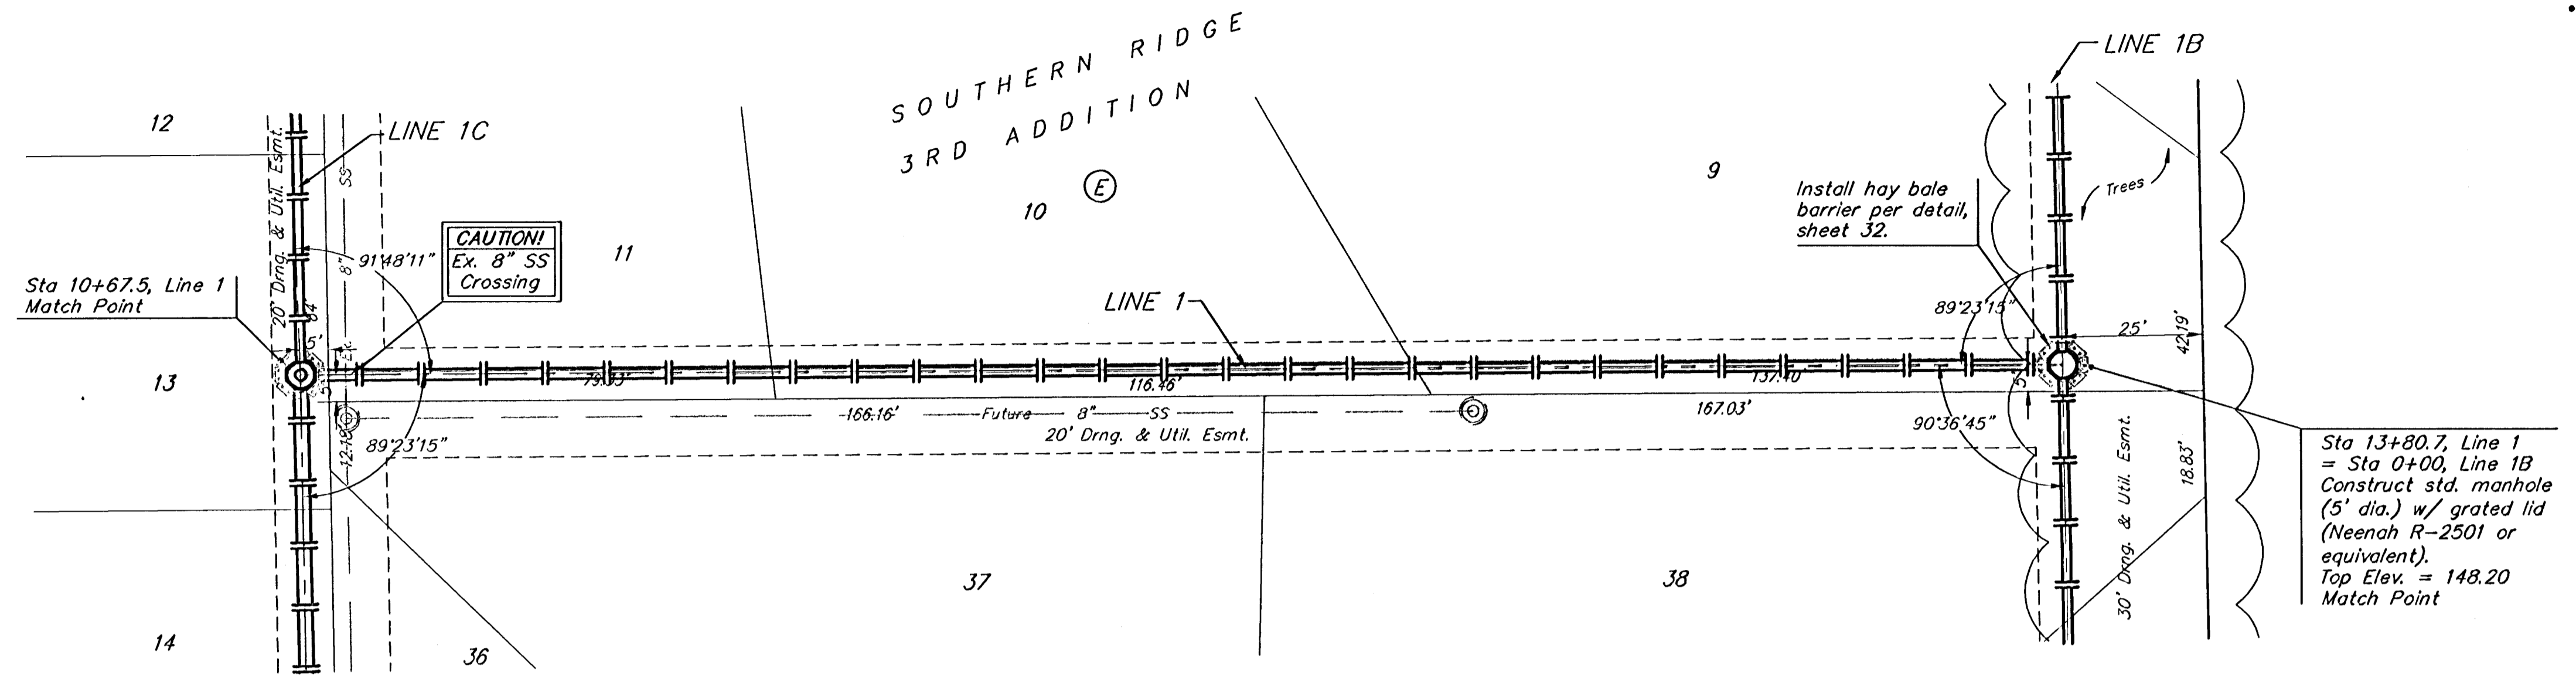 SOUTHERN RIDGE
3RD ADDITION
E
LINE 1B
12
LINE 1C
20' Drng. & Util. Esmt.
SS
8"
Ex.
84'
91°48'11"
CAUTION!
Ex. 8" SS
Crossing
11
10
9
Install hay bale
barrier per detail,
sheet 32.
Trees
Sta 10+67.5, Line 1
Match Point
LINE 1
89°23'15"
25'
42.19'
5'
5'
5'
13
116.46'
137.40'
166.16'
Future 8" SS
167.03'
20' Drng. & Util. Esmt.
12.18'
89°23'15"
90°36'45"
30' Drng. & Util. Esmt.
18.83'
Sta 13+80.7, Line 1
= Sta 0+00, Line 1B
Construct std. manhole
(5' dia.) w/ grated lid
(Neenah R-2501 or
equivalent).
Top Elev. = 148.20
Match Point
14
36
37
38